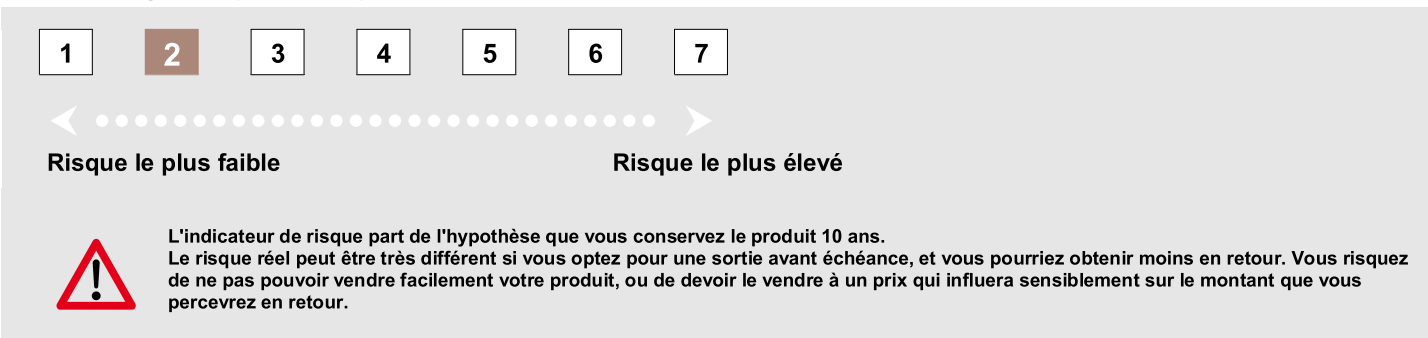 1 2 3 4 5 6 7
Risque le plus faible Risque le plus élevé
L'indicateur de risque part de l'hypothèse que vous conservez le produit 10 ans.
Le risque réel peut être très différent si vous optez pour une sortie avant échéance, et vous pourriez obtenir moins en retour. Vous risquez
de ne pas pouvoir vendre facilement votre produit, ou de devoir le vendre à un prix qui influera sensiblement sur le montant que vous
percevrez en retour.